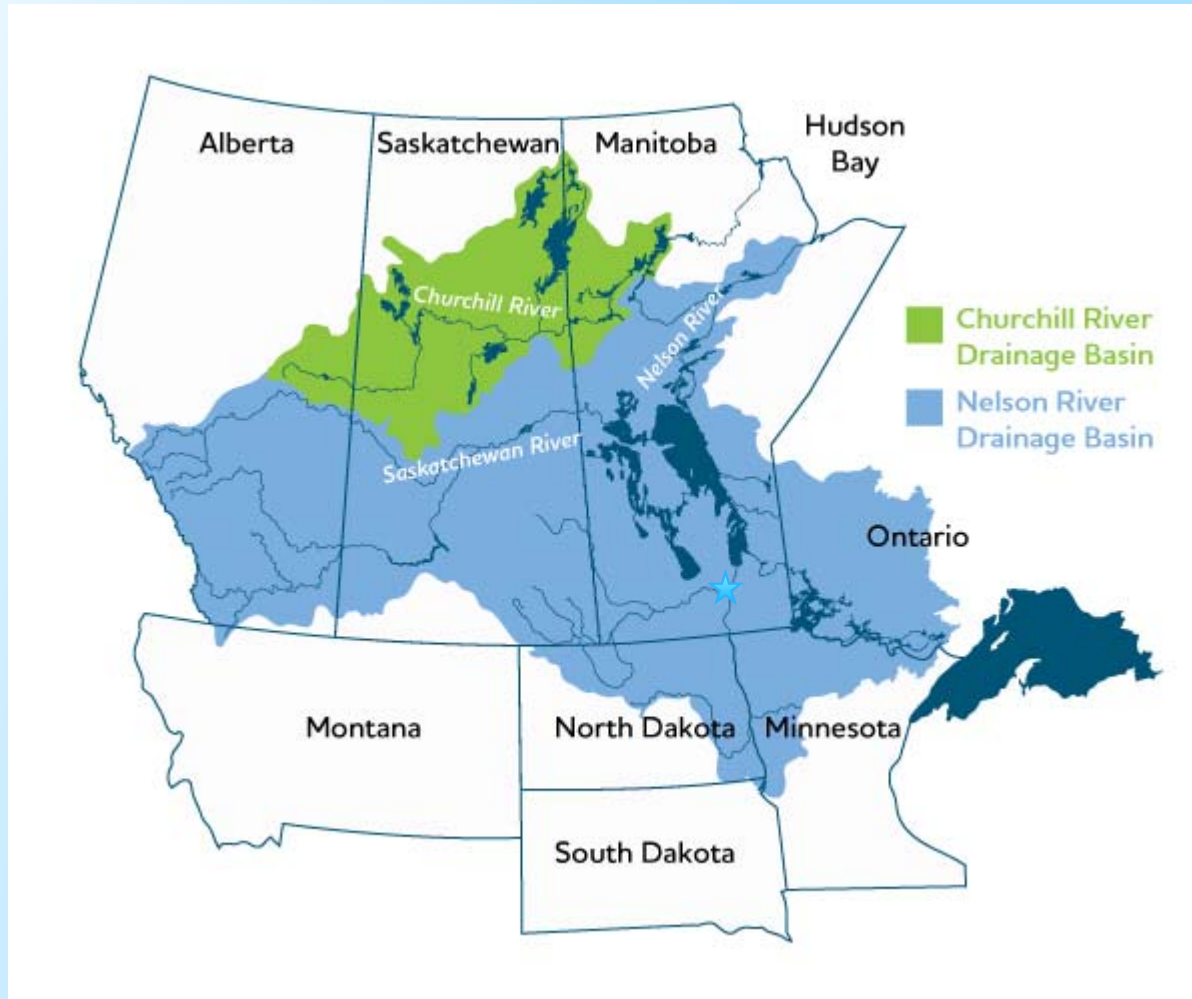 Alberta
Saskatchewan
Manitoba
Hudson
Bay
Churchill River
Nelson River
Saskatchewan River
Churchill River
Drainage Basin
Nelson River
Drainage Basin
Ontario
Montana
North Dakota
Minnesota
South Dakota